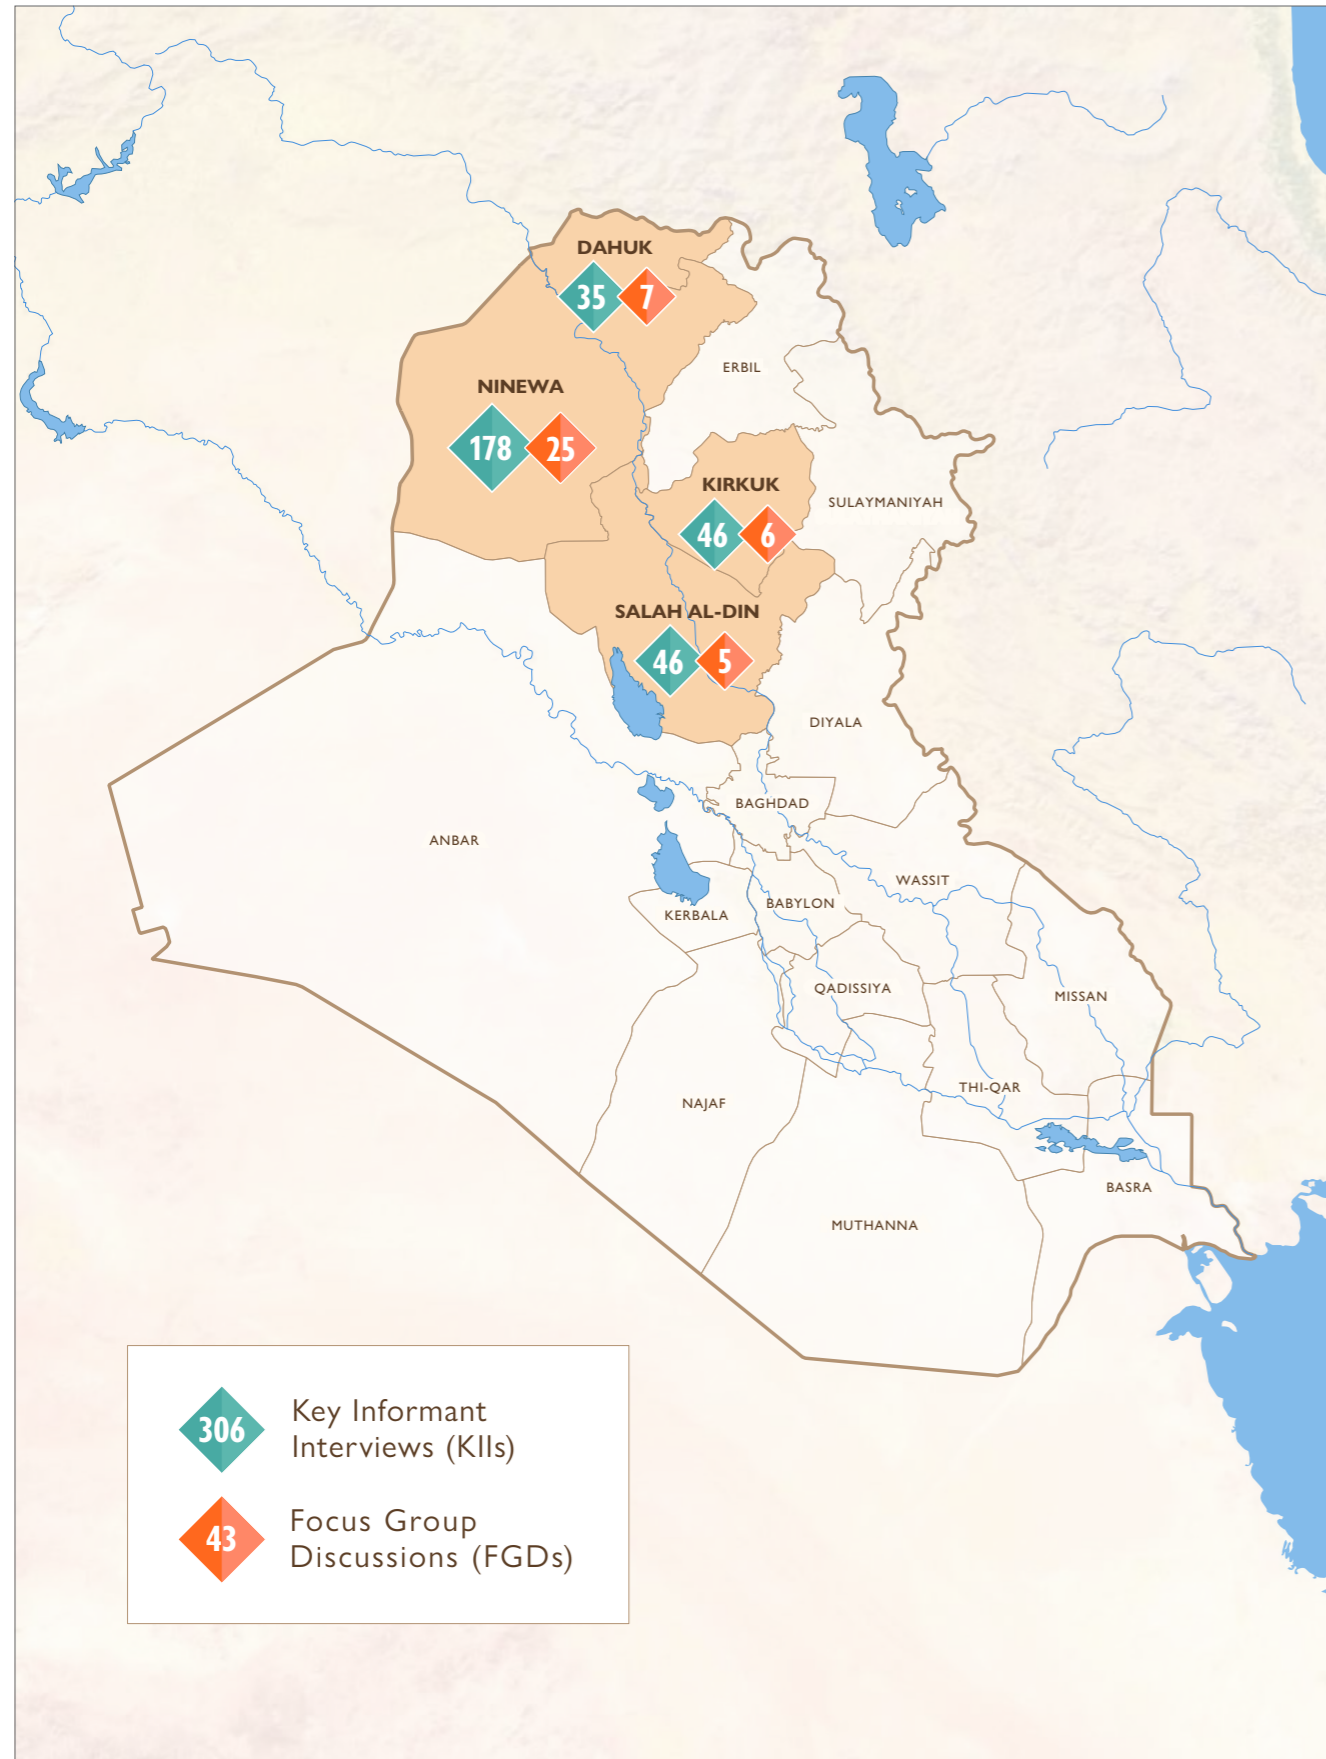 DAHUK
35 7
ERBIL
NINEWA
178 25
KIRKUK
46 6
SULAYMANIYAH
SALAH AL-DIN
46 5
DIYALA
BAGHDAD
ANBAR
WASSIT
BABYLON
KERBALA
QADISSIYA
MISSAN
THI-QAR
NAJAF
BASRA
MUTHANNA
306
Key Informant
Interviews (KIIs)
43
Focus Group
Discussions (FGDs)